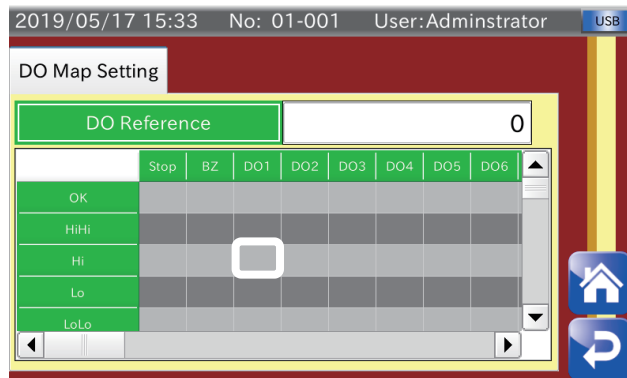 2019/05/17 15:33 No: 01-001 User:Adminstrator USB
DO Map Setting
DO Reference 0
Stop BZ DO1 DO2 DO3 DO4 DO5 DO6
OK
HiHi
Hi
Lo
LoLo